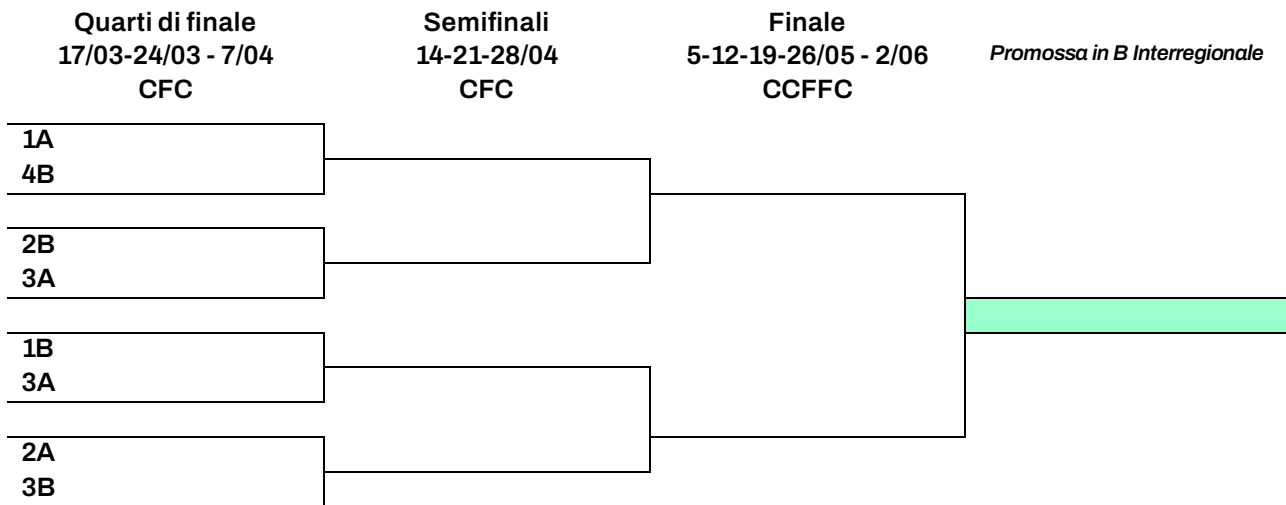 Quarti di finale
17/03-24/03 - 7/04
CFC
Semifinali
14-21-28/04
CFC
Finale
5-12-19-26/05 - 2/06
CCFFC
Promossa in B Interregionale
1A
4B
2B
3A
1B
3A
2A
3B